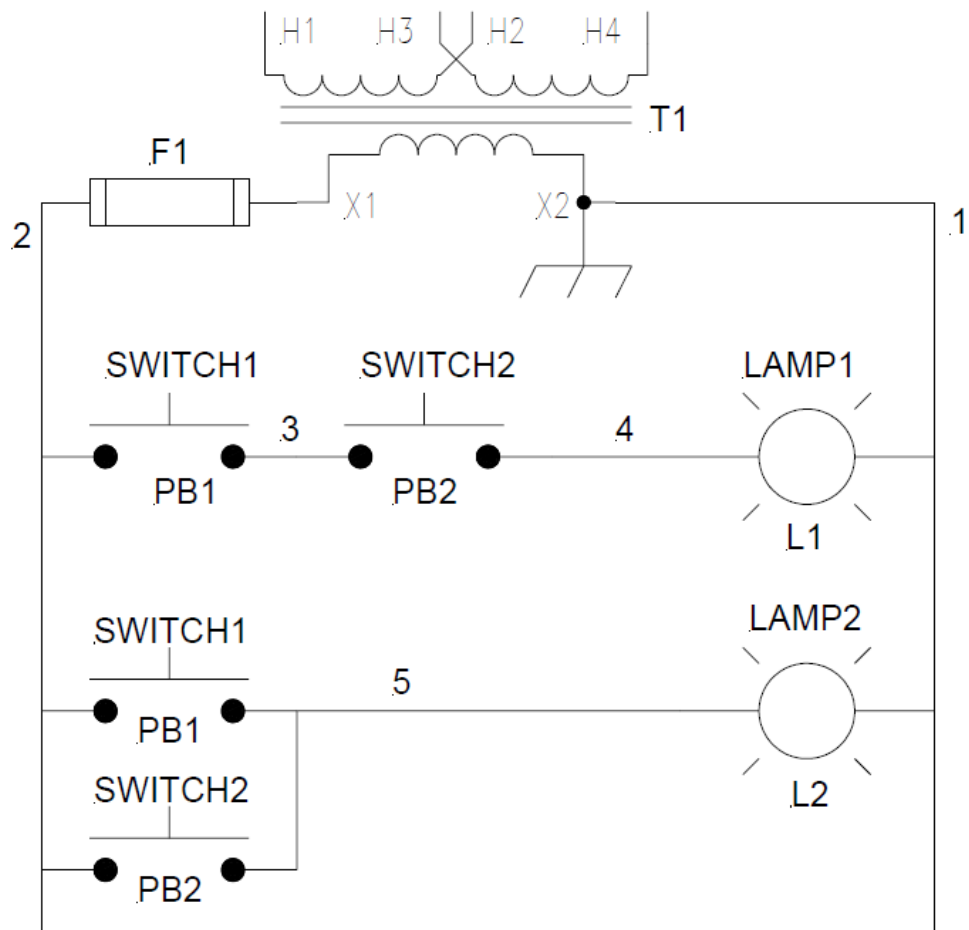 H1 H3 H2 H4
T1
F1
X1 X2
2 1
SWITCH1 SWITCH2 LAMP1
3 4
PB1 PB2 L1
SWITCH1 LAMP2
5
PB1
SWITCH2 L2
PB2